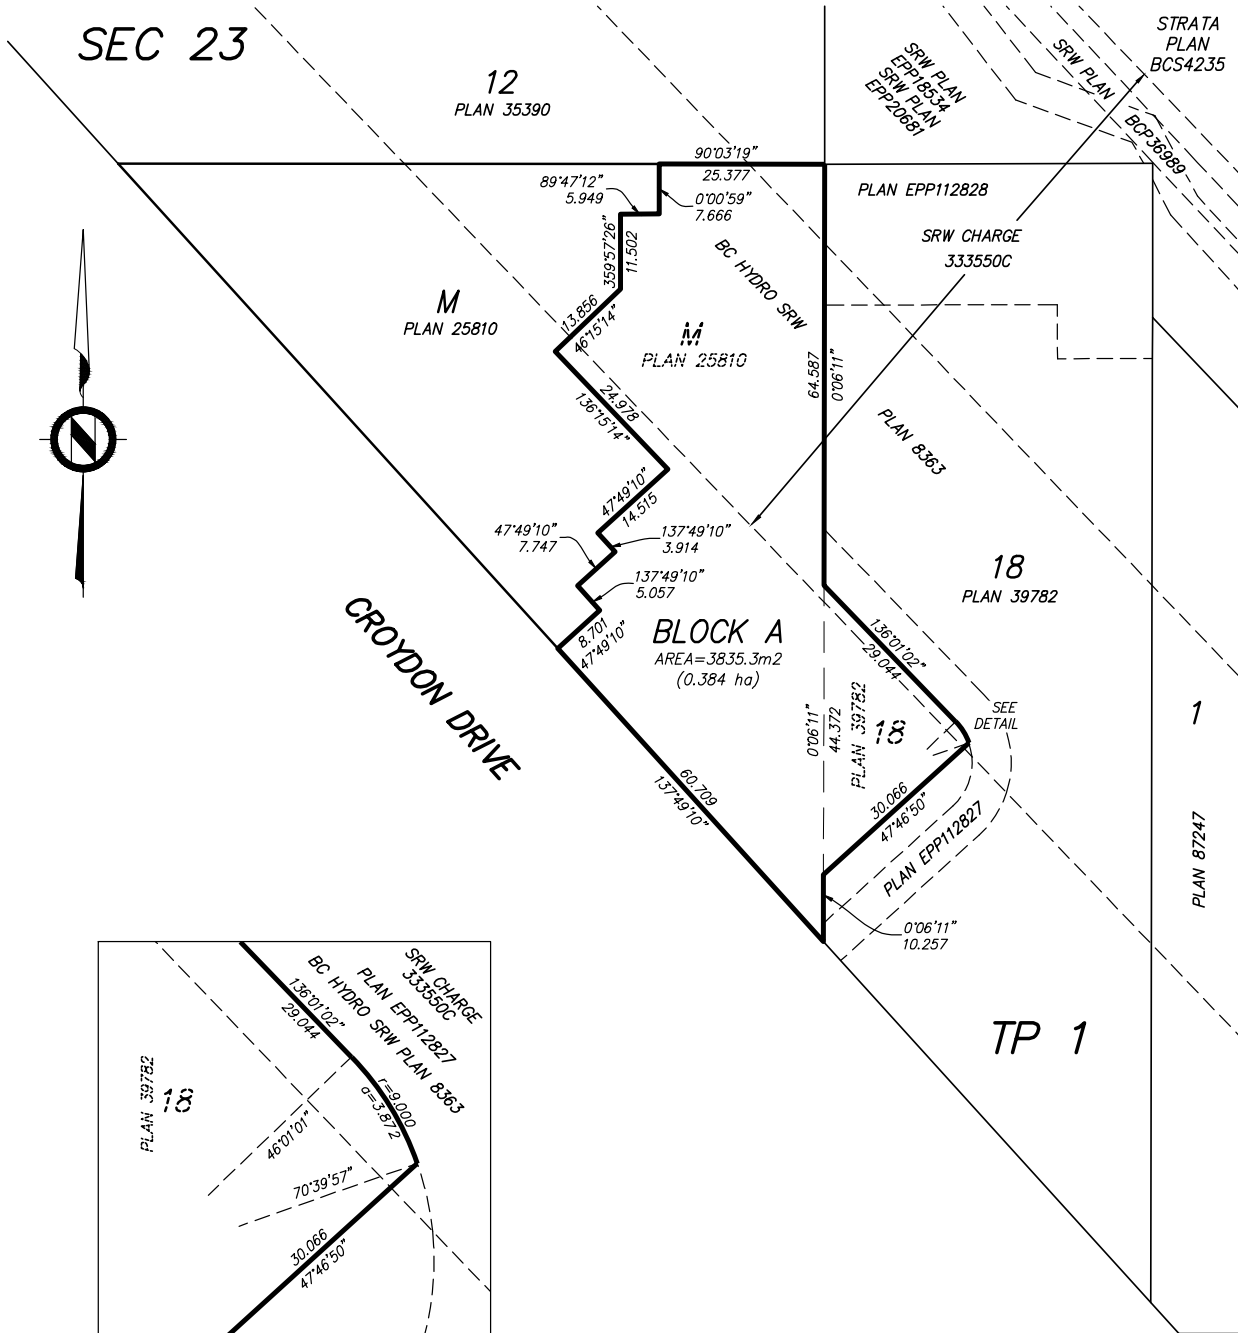 SEC 23
12
PLAN 35390
STRATA
PLAN
BCS4235
SRW PLAN
EPP18534
SRW PLAN
EPP20681
SRW PLAN
BCP36989
90°03'19"
25.377
89°47'12"
5.949
0°00'59"
7.666
PLAN EPP112828
359°57'26"
11.502
SRW CHARGE
333550C
BC HYDRO SRW
M
PLAN 25810
13.856
46°15'14"
M
PLAN 25810
64.587
0°06'11"
24.978
136°15'14"
PLAN 8363
47°49'10"
14.515
47°49'10"
7.747
137°49'10"
3.914
137°49'10"
5.057
18
PLAN 39782
CROYDON DRIVE
8.701
47°49'10"
BLOCK A
AREA=3835.3m2
(0.384 ha)
136°01'02"
29.044
SEE
DETAIL
1
0°06'11"
44.372
PLAN 39782
18
60.709
137°49'10"
30.066
47°46'50"
PLAN EPP112827
PLAN 87247
0°06'11"
10.257
TP 1
136°01'02"
29.044
SRW CHARGE
333550C
PLAN EPP112827
BC HYDRO SRW PLAN 8363
PLAN 39782
18
r=9.000
a=3.872
46°01'01"
70°39'57"
30.066
47°46'50"